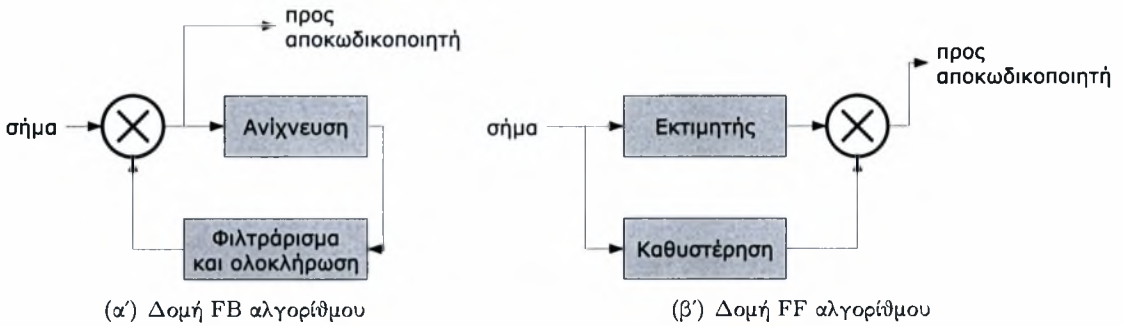 προς
αποκωδικοποιητή
σήμα
Ανίχνευση
Φιλτράρισμα
και ολοκλήρωση
(α΄) Δομή FB αλγορίθμου
προς
αποκωδικοποιητή
σήμα
Εκτιμητής
Καθυστέρηση
(β΄) Δομή FF αλγορίθμου